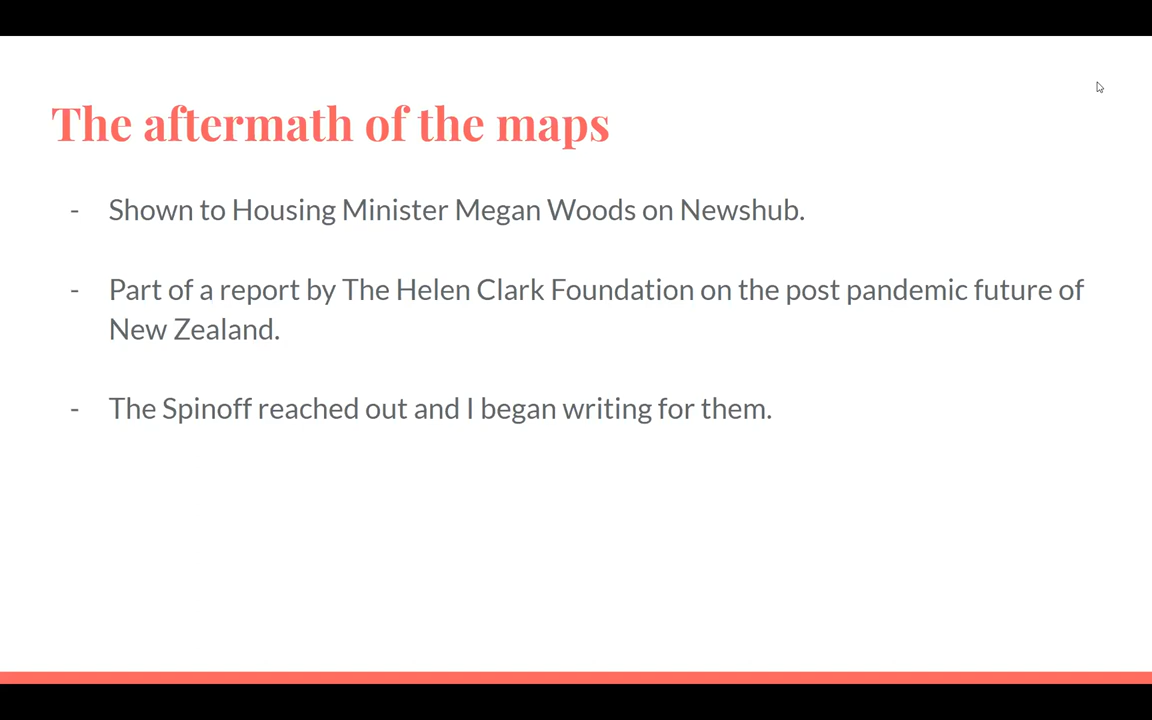 The aftermath of the maps
- Shown to Housing Minister Megan Woods on Newshub.
- Part of a report by The Helen Clark Foundation on the post pandemic future of
New Zealand.
- The Spinoff reached out and I began writing for them.